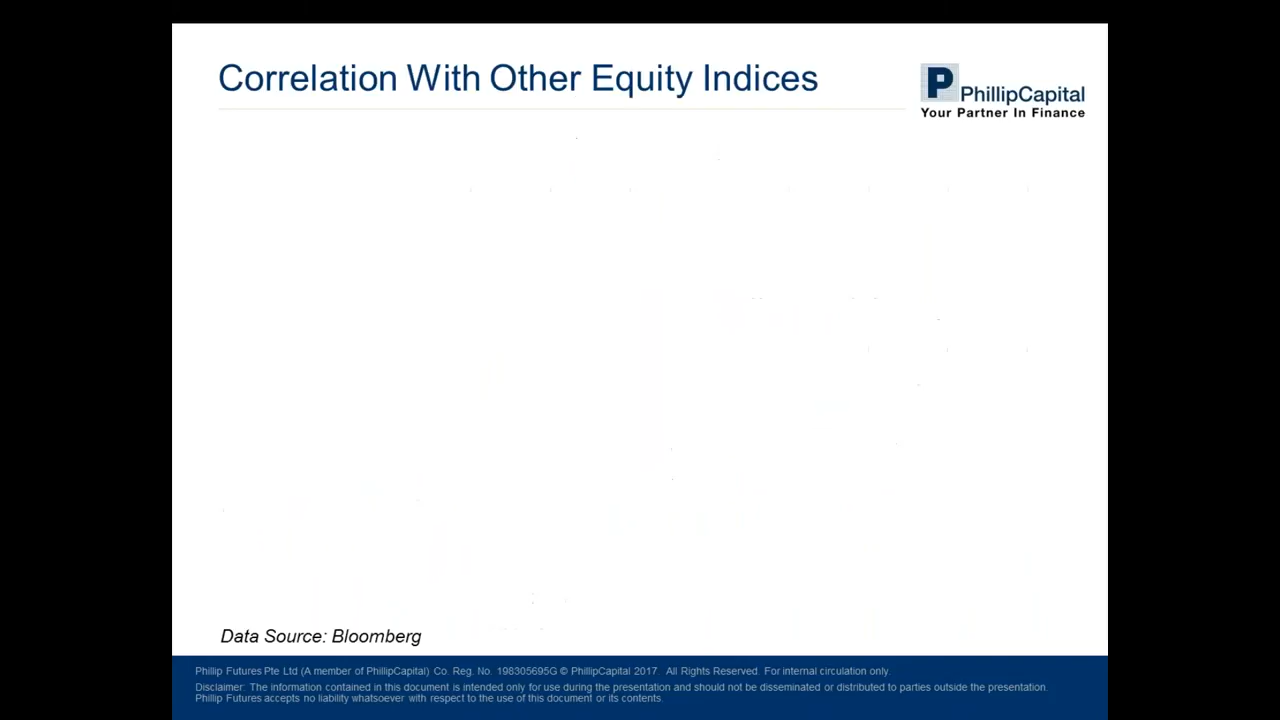 Correlation With Other Equity Indices
P PhillipCapital
Your Partner In Finance
Data Source: Bloomberg
Phillip Futures Pte Ltd (A member of PhillipCapital) Co. Reg. No. 198305695G © PhillipCapital 2017. All Rights Reserved. For internal circulation only.
Disclaimer: The information contained in this document is intended only for use during the presentation and should not be disseminated or distributed to parties outside the presentation.
Phillip Futures accepts no liability whatsoever with respect to the use of this document or its contents.